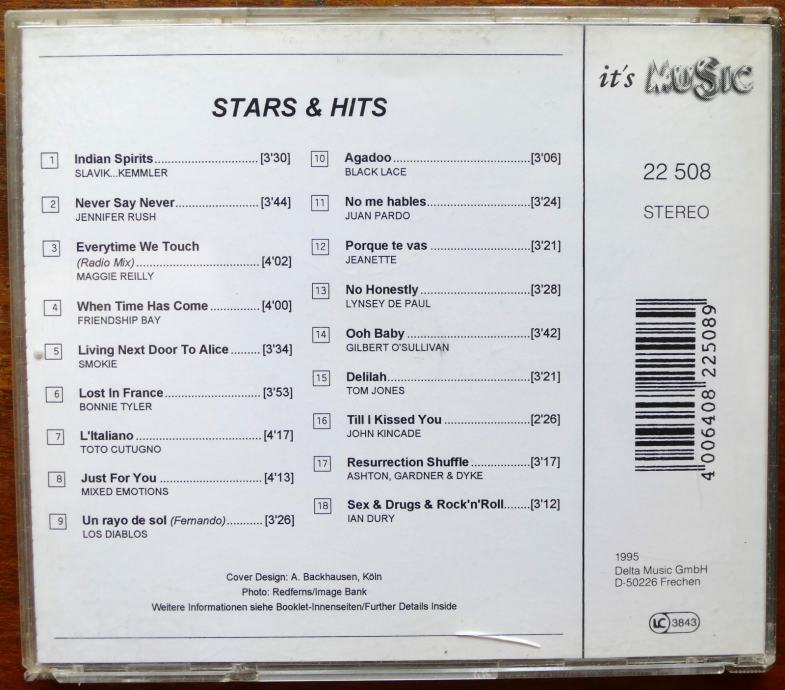 STARS & HITS
1 Indian Spirits..............................[3'30]
SLAVIK...KEMMLER
2 Never Say Never........................[3'44]
JENNIFER RUSH
3 Everytime We Touch
(Radio Mix)....................................[4'02]
MAGGIE REILLY
4 When Time Has Come...............[4'00]
FRIENDSHIP BAY
5 Living Next Door To Alice........[3'34]
SMOKIE
6 Lost In France............................[3'53]
BONNIE TYLER
7 L'Italiano....................................[4'17]
TOTO CUTUGNO
8 Just For You..............................[4'13]
MIXED EMOTIONS
9 Un rayo de sol (Fernando)..........[3'26]
LOS DIABLOS
10 Agadoo.......................................[3'06]
BLACK LACE
11 No me hables.............................[3'24]
JUAN PARDO
12 Porque te vas............................[3'21]
JEANETTE
13 No Honestly...............................[3'28]
LYNSEY DE PAUL
14 Ooh Baby...................................[3'42]
GILBERT O'SULLIVAN
15 Delilah........................................[3'21]
TOM JONES
16 Till I Kissed You........................[2'26]
JOHN KINCADE
17 Resurrection Shuffle.................[3'17]
ASHTON, GARDNER & DYKE
18 Sex & Drugs & Rock'n'Roll.......[3'12]
IAN DURY
Cover Design: A. Backhausen, Köln
Photo: Redferns/Image Bank
Weitere Informationen siehe Booklet-Innenseiten/Further Details Inside
it's MUSIC
22 508
STEREO
4 006408 225089
1995
Delta Music GmbH
D-50226 Frechen
LC 3843